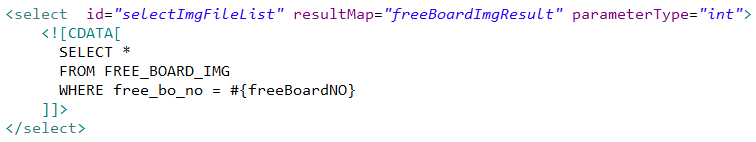 <select  id="selectImgFileList" resultMap="freeBoardImgResult" parameterType="int">
    <![CDATA[
      SELECT *
      FROM FREE_BOARD_IMG
      WHERE free_bo_no = #{freeBoardNO}
    ]]>
</select>